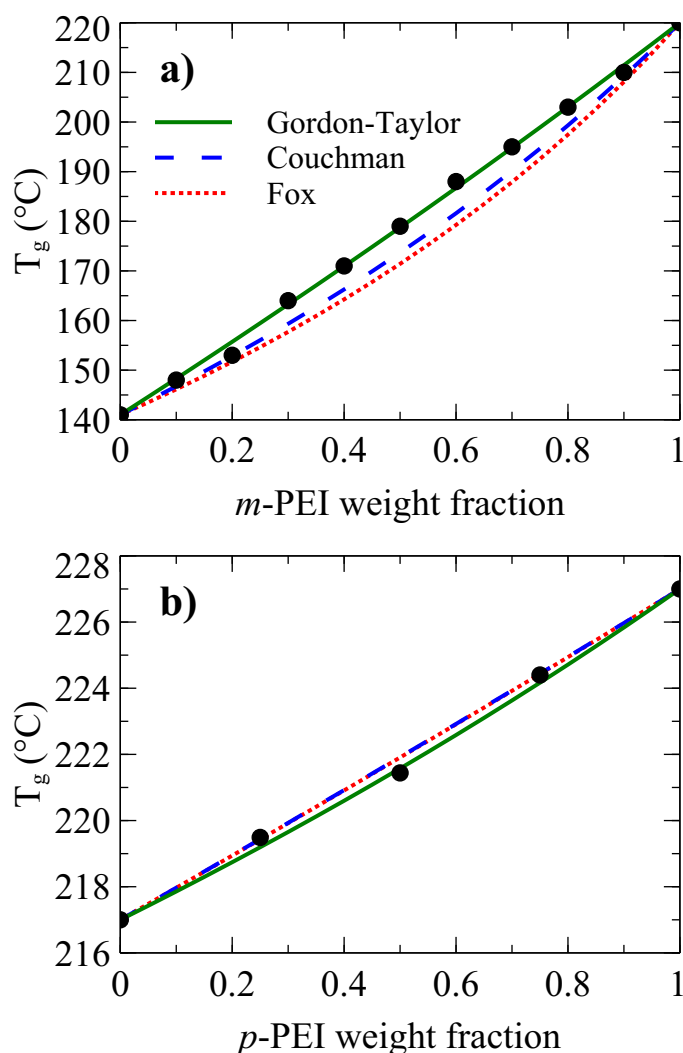 220
a)
210
200
Gordon-Taylor
190
Couchman
180
Fox
T_g (°C)
170
160
150
140
0 0.2 0.4 0.6 0.8 1
m-PEI weight fraction
228
b)
226
224
222
T_g (°C)
220
218
216
0 0.2 0.4 0.6 0.8 1
p-PEI weight fraction